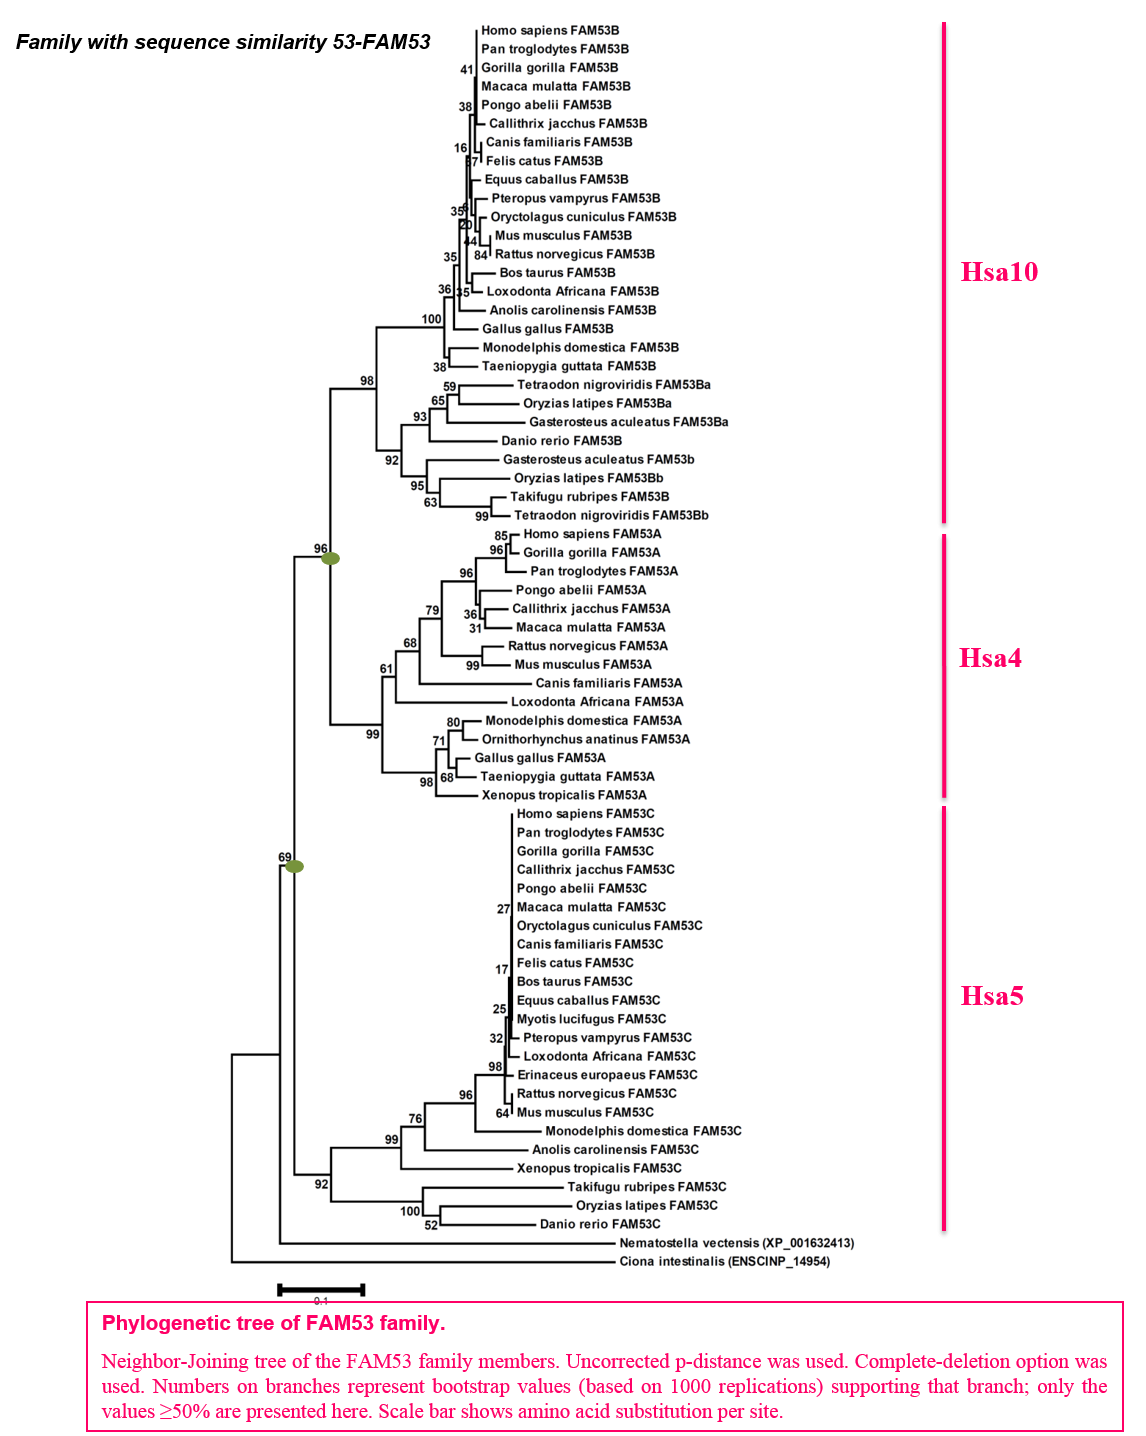 Family with sequence similarity 53-FAM53
Homo sapiens FAM53B
Pan troglodytes FAM53B
Gorilla gorilla FAM53B
41
Macaca mulatta FAM53B
Pongo abelii FAM53B
38
Callithrix jacchus FAM53B
Canis familiaris FAM53B
16
Felis catus FAM53B
Equus caballus FAM53B
Pteropus vampyrus FAM53B
35
Oryctolagus cuniculus FAM53B
20
Mus musculus FAM53B
44
Rattus norvegicus FAM53B
84
35
Bos taurus FAM53B
Hsa10
Loxodonta Africana FAM53B
36
35
Anolis carolinensis FAM53B
100
Gallus gallus FAM53B
Monodelphis domestica FAM53B
Taeniopygia guttata FAM53B
38
98
Tetraodon nigroviridis FAM53Ba
59
Oryzias latipes FAM53Ba
65
Gasterosteus aculeatus FAM53Ba
93
Danio rerio FAM53B
92
Gasterosteus aculeatus FAM53b
Oryzias latipes FAM53Bb
95
Takifugu rubripes FAM53B
63
Tetraodon nigroviridis FAM53Bb
99
Homo sapiens FAM53A
85
96
Gorilla gorilla FAM53A
96
Pan troglodytes FAM53A
96
Pongo abelii FAM53A
Callithrix jacchus FAM53A
79
36
Macaca mulatta FAM53A
31
Rattus norvegicus FAM53A
68
Mus musculus FAM53A
99
Hsa4
61
Canis familiaris FAM53A
Loxodonta Africana FAM53A
Monodelphis domestica FAM53A
80
99
Ornithorhynchus anatinus FAM53A
71
Gallus gallus FAM53A
Taeniopygia guttata FAM53A
68
98
Xenopus tropicalis FAM53A
Homo sapiens FAM53C
Pan troglodytes FAM53C
Gorilla gorilla FAM53C
69
Callithrix jacchus FAM53C
Pongo abelii FAM53C
Macaca mulatta FAM53C
27
Oryctolagus cuniculus FAM53C
Canis familiaris FAM53C
Felis catus FAM53C
17
Bos taurus FAM53C
Equus caballus FAM53C
Hsa5
25
Myotis lucifugus FAM53C
Pteropus vampyrus FAM53C
32
Loxodonta Africana FAM53C
98
Erinaceus europaeus FAM53C
Rattus norvegicus FAM53C
96
Mus musculus FAM53C
64
76
Monodelphis domestica FAM53C
99
Anolis carolinensis FAM53C
Xenopus tropicalis FAM53C
92
Takifugu rubripes FAM53C
Oryzias latipes FAM53C
100
Danio rerio FAM53C
52
Nematostella vectensis (XP_001632413)
Ciona intestinalis (ENSCINP_14954)
0.1
Phylogenetic tree of FAM53 family.
Neighbor-Joining tree of the FAM53 family members. Uncorrected p-distance was used. Complete-deletion option was
used. Numbers on branches represent bootstrap values (based on 1000 replications) supporting that branch; only the
values ≥50% are presented here. Scale bar shows amino acid substitution per site.